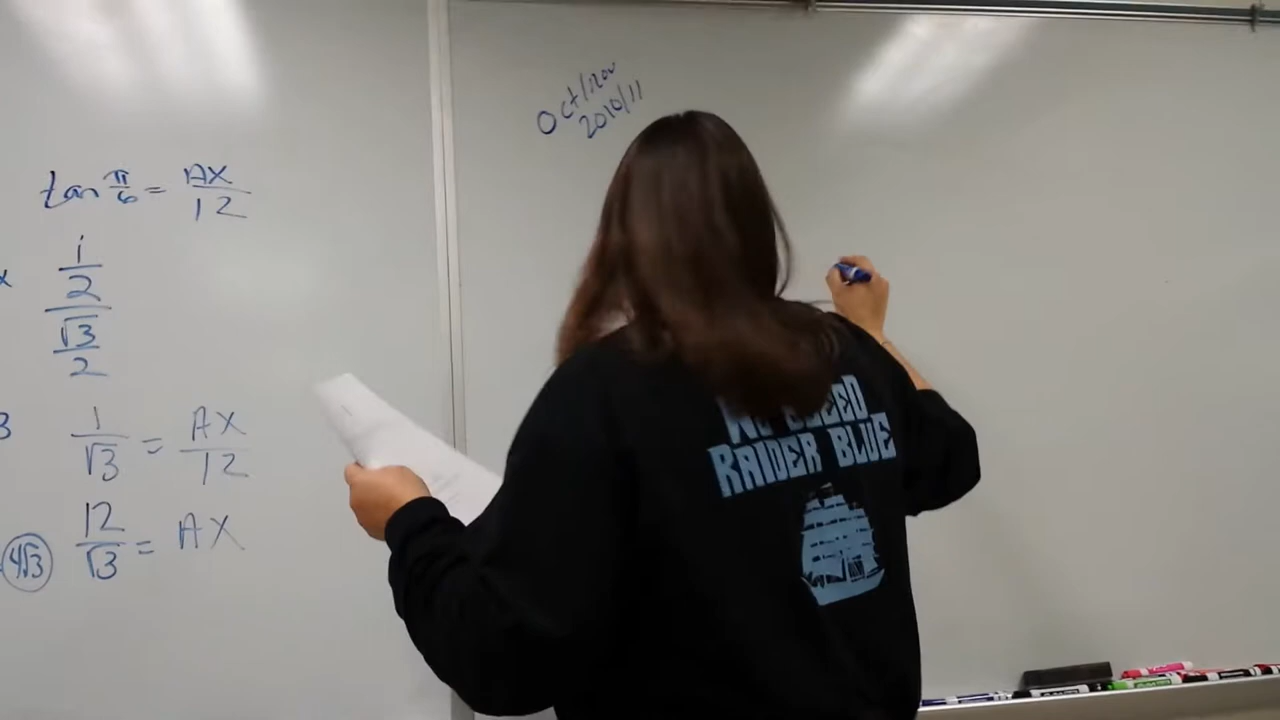 tan π/6 = AX/12
x
1/2
√3/2
3
1/√3 = AX/12
4√3
12/√3 = AX
Oct/Nov
2010/11
RAIDER BLUE